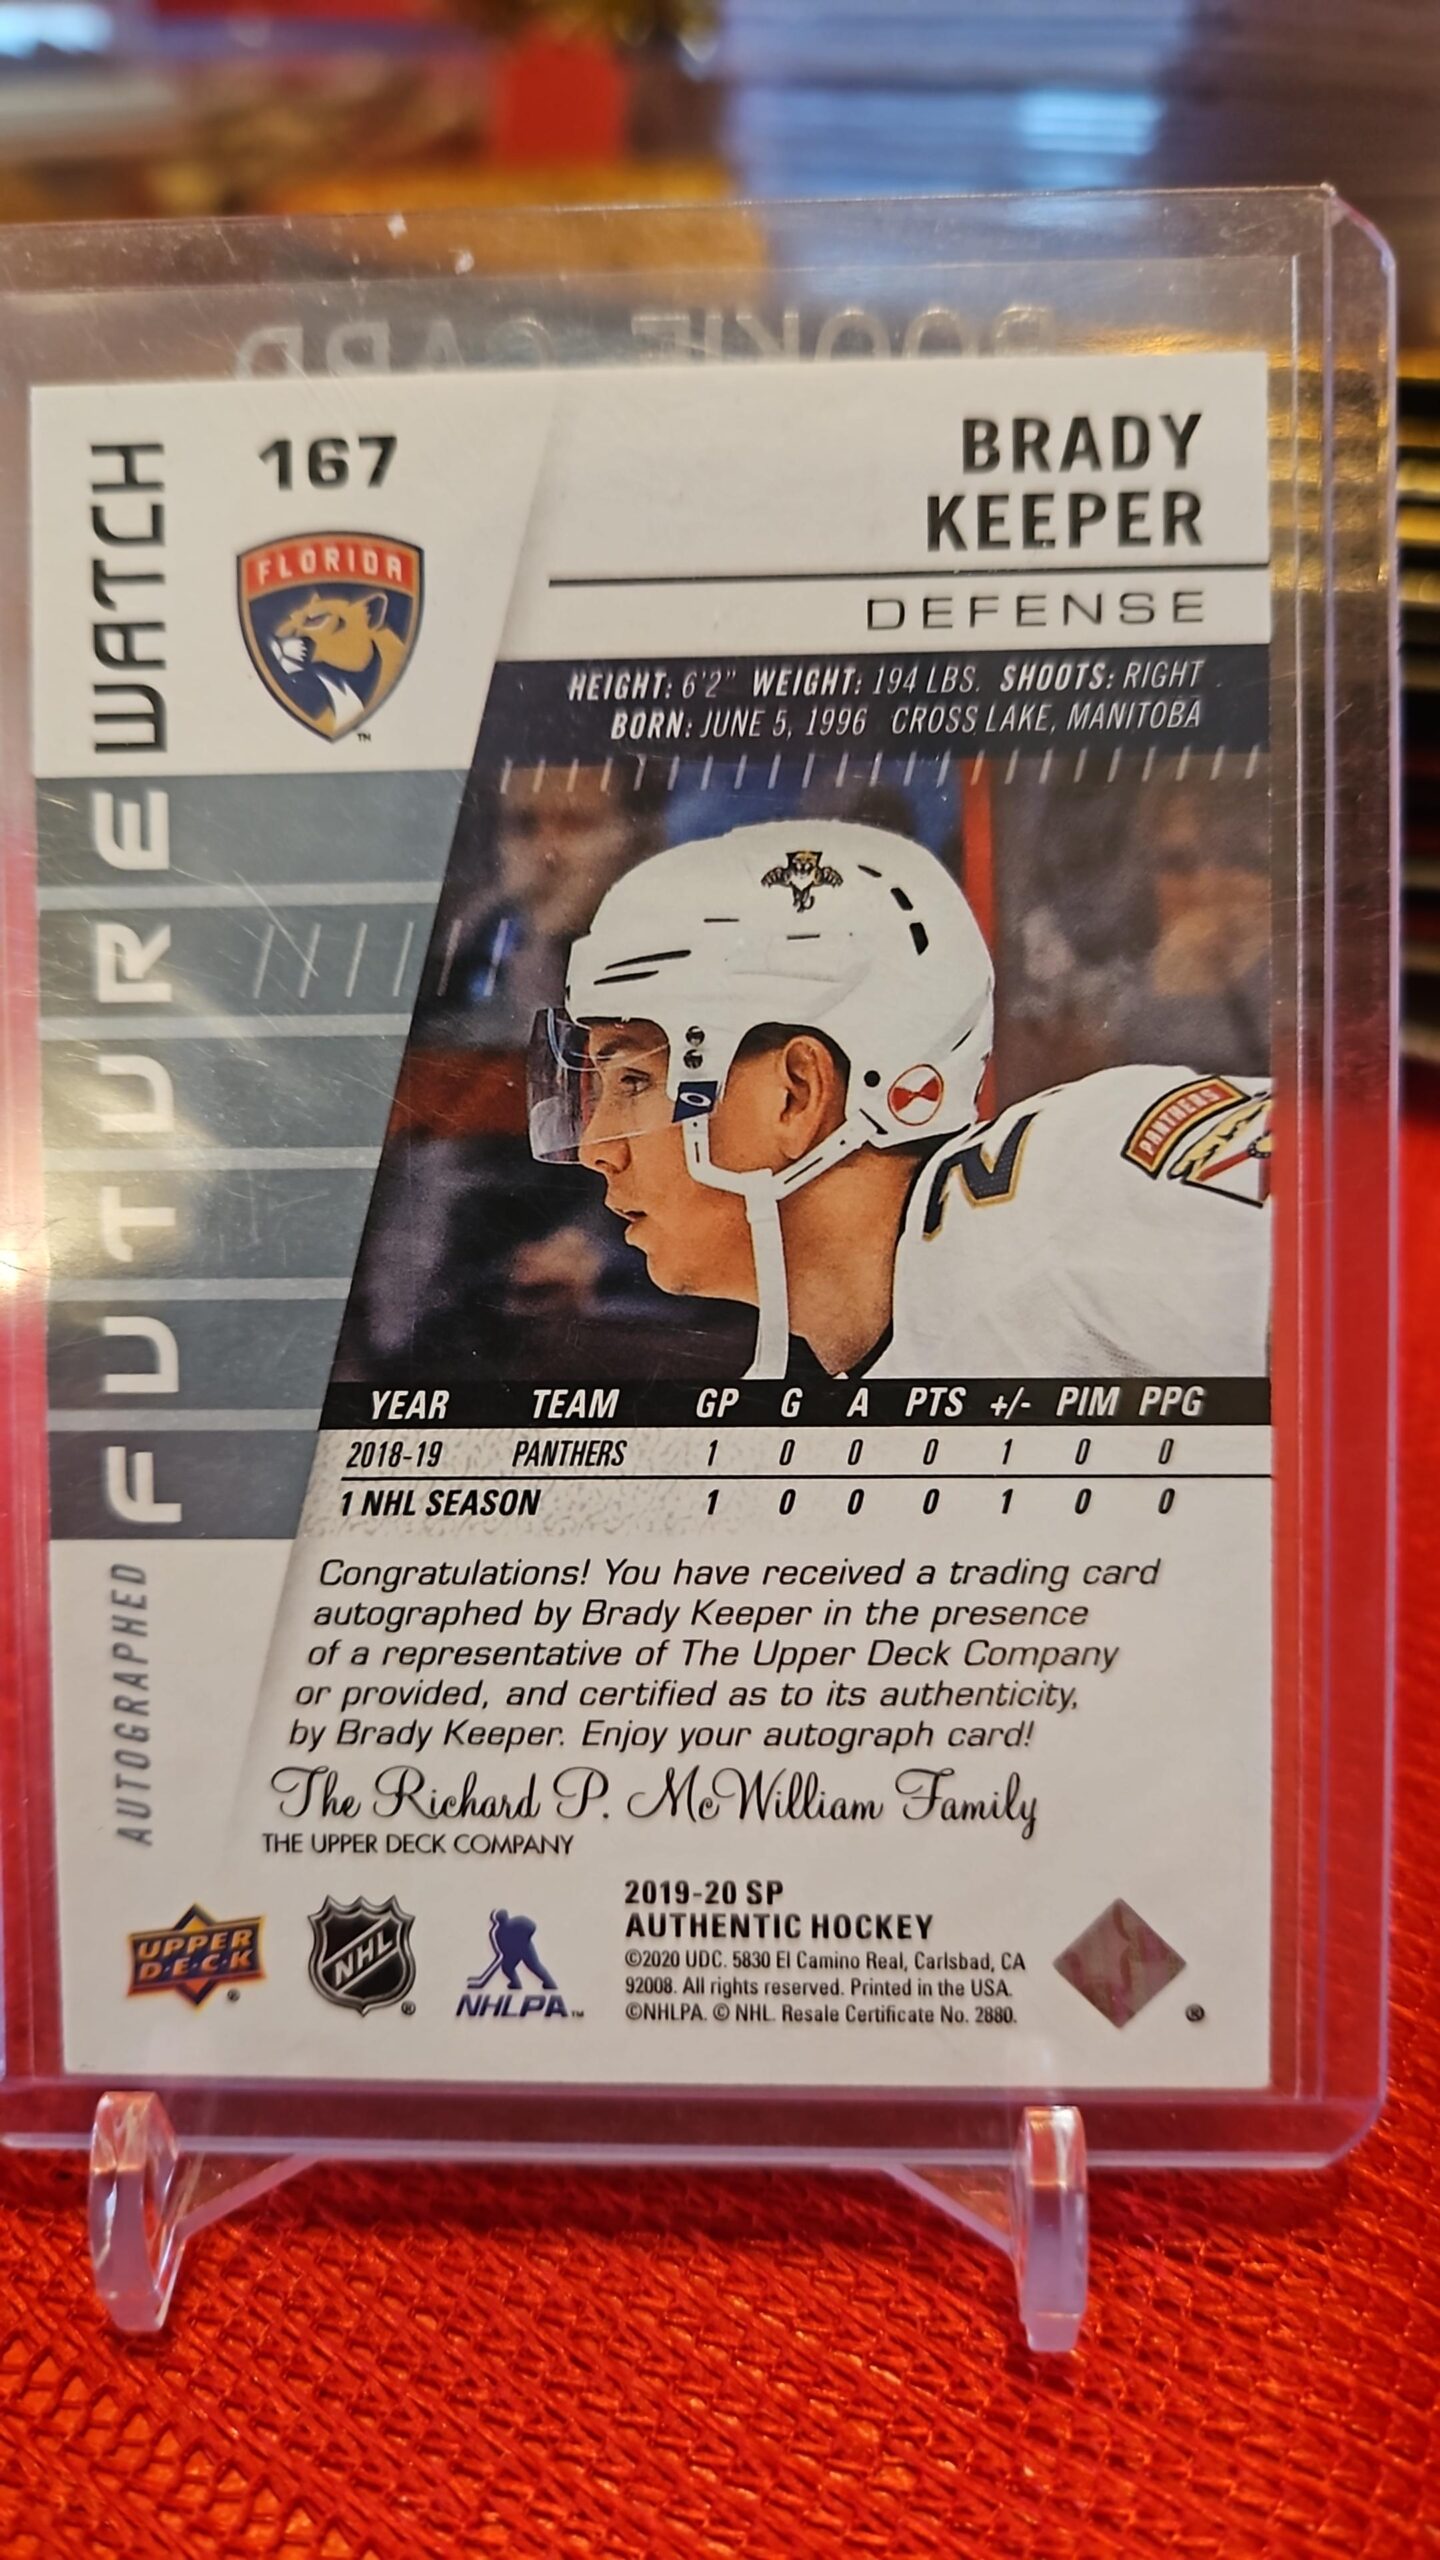 ROOKIE CARD
167
BRADY
KEEPER
DEFENSE
FLORIDA
TM
HEIGHT: 6'2" WEIGHT: 194 LBS. SHOOTS: RIGHT
BORN: JUNE 5, 1996 CROSS LAKE, MANITOBA
AUTOGRAPHED FUTURE WATCH
PANTHERS
2
YEAR TEAM GP G A PTS +/- PIM PPG
2018-19 PANTHERS 1 0 0 0 1 0 0
1 NHL SEASON 1 0 0 0 1 0 0
Congratulations! You have received a trading card
autographed by Brady Keeper in the presence
of a representative of The Upper Deck Company
or provided, and certified as to its authenticity,
by Brady Keeper. Enjoy your autograph card!
The Richard P. McWilliam Family
THE UPPER DECK COMPANY
UPPER
D·E·C·K
®
NHL
®
NHLPA™
2019-20 SP
AUTHENTIC HOCKEY
©2020 UDC. 5830 El Camino Real, Carlsbad, CA
92008. All rights reserved. Printed in the USA.
©NHLPA. © NHL. Resale Certificate No. 2880.
®